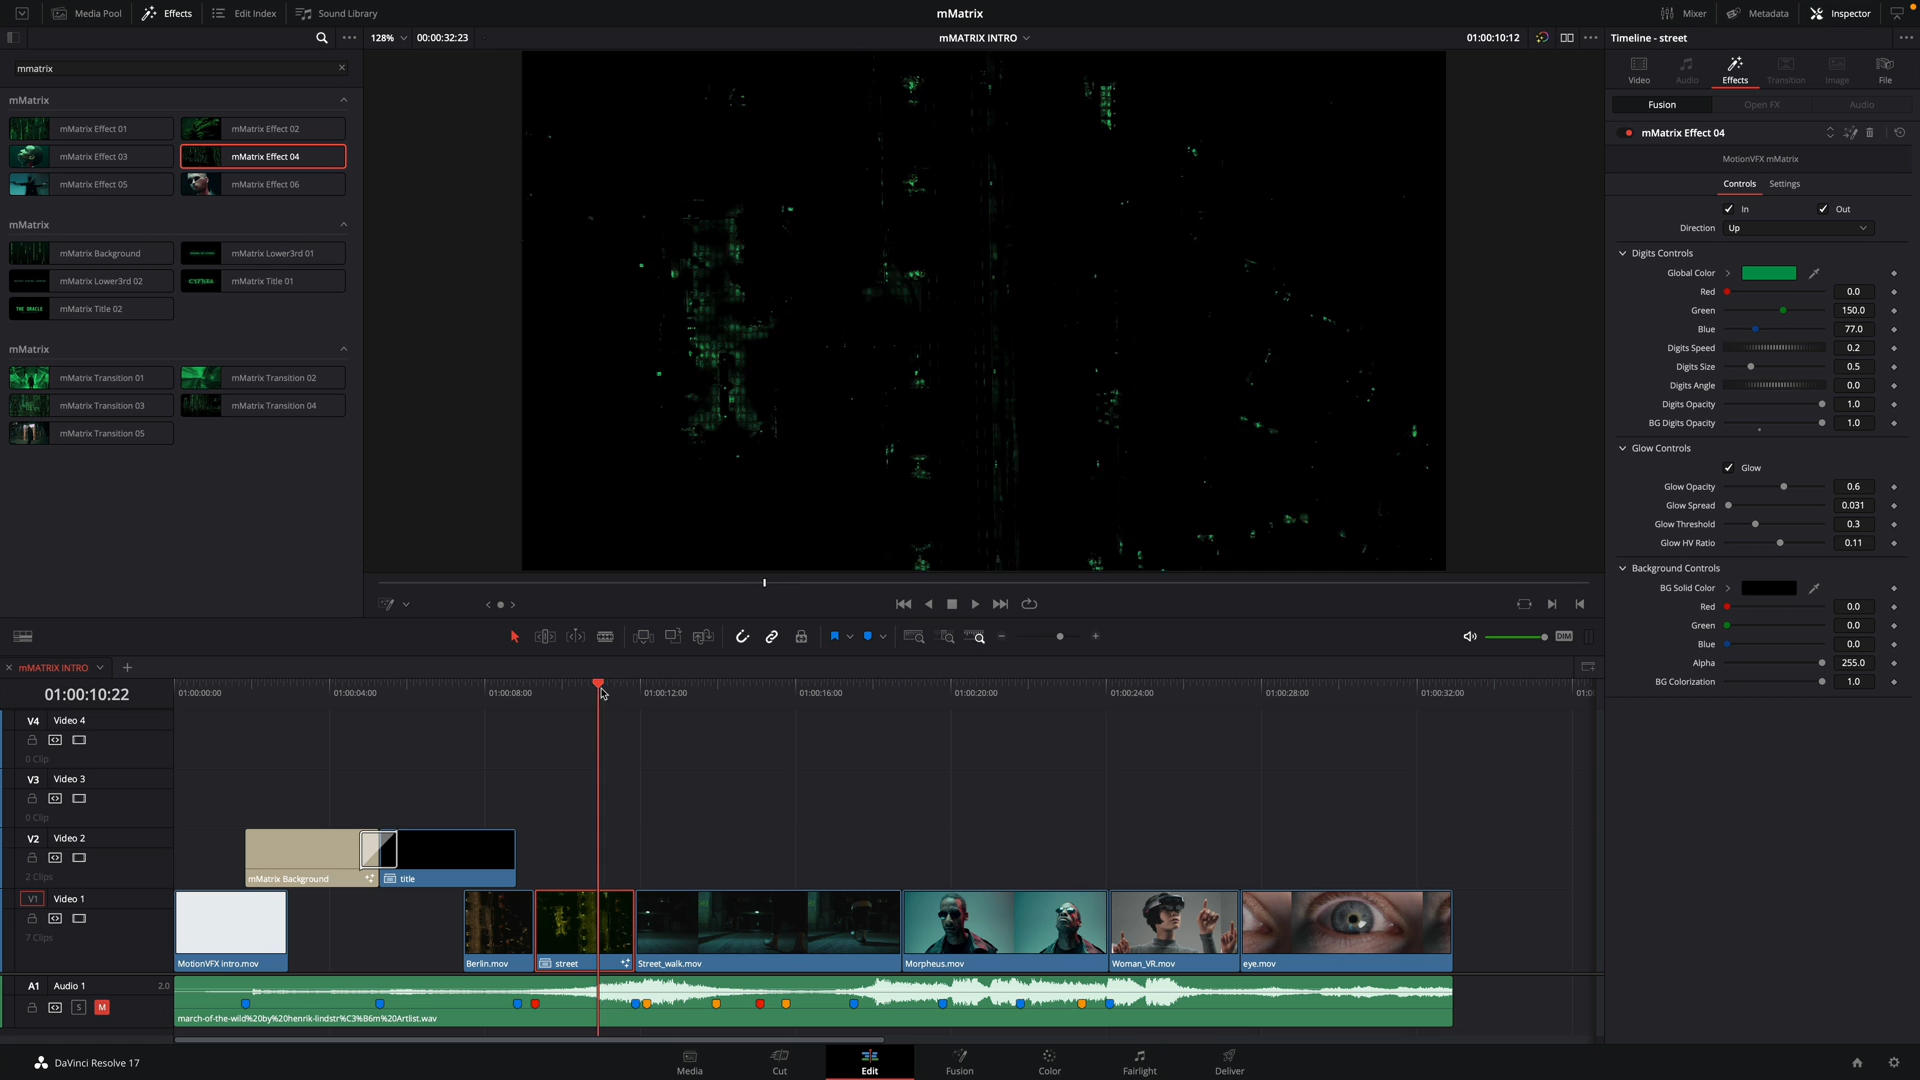 Media Pool
Effects
Edit Index
Sound Library
mMatrix
Mixer
Metadata
Inspector
128%
00:00:32:23
mMATRIX INTRO
01:00:10:12
Timeline - street
mmatrix
Video
Audio
Effects
Transition
Image
File
Fusion
Open FX
Audio
mMatrix
mMatrix Effect 01
mMatrix Effect 02
mMatrix Effect 03
mMatrix Effect 04
mMatrix Effect 05
mMatrix Effect 06
mMatrix
mMatrix Background
mMatrix Lower3rd 01
mMatrix Lower3rd 02
CYPHER
mMatrix Title 01
THE ORACLE
mMatrix Title 02
mMatrix
mMatrix Transition 01
mMatrix Transition 02
mMatrix Transition 03
mMatrix Transition 04
mMatrix Transition 05
mMatrix Effect 04
MotionVFX mMatrix
Controls
Settings
In
Out
Direction
Up
Digits Controls
Global Color
Red
0.0
Green
150.0
Blue
77.0
Digits Speed
0.2
Digits Size
0.5
Digits Angle
0.0
Digits Opacity
1.0
BG Digits Opacity
1.0
Glow Controls
Glow
Glow Opacity
0.6
Glow Spread
0.031
Glow Threshold
0.3
Glow HV Ratio
0.11
Background Controls
BG Solid Color
Red
0.0
Green
0.0
Blue
0.0
Alpha
255.0
BG Colorization
1.0
DIM
mMATRIX INTRO
01:00:10:22
01:00:00:00
01:00:04:00
01:00:08:00
01:00:12:00
01:00:16:00
01:00:20:00
01:00:24:00
01:00:28:00
01:00:32:00
V4
Video 4
0 Clip
V3
Video 3
0 Clip
V2
Video 2
2 Clips
mMatrix Background
title
V1
Video 1
7 Clips
MotionVFX intro.mov
Berlin.mov
street
Street_walk.mov
Morpheus.mov
Woman_VR.mov
eye.mov
A1
Audio 1
2.0
S
M
march-of-the-wild%20by%20henrik-lindstr%C3%B6m%20Artlist.wav
DaVinci Resolve 17
Media
Cut
Edit
Fusion
Color
Fairlight
Deliver